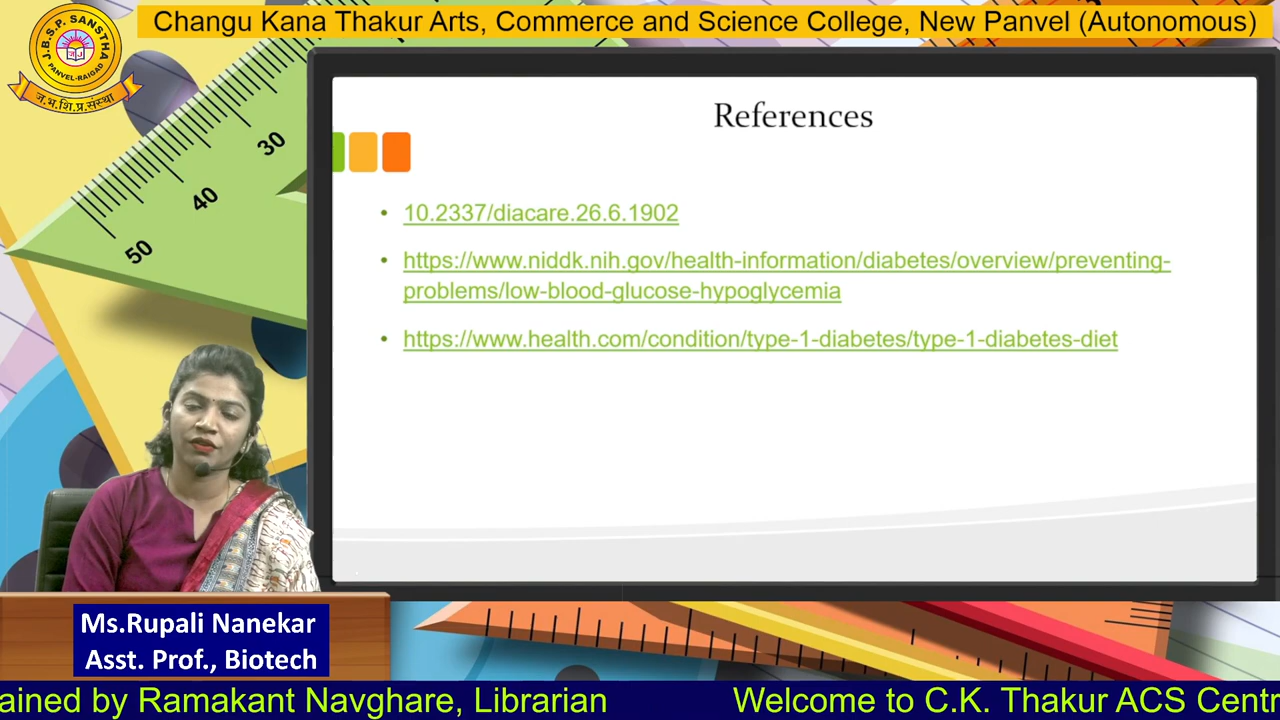 Changu Kana Thakur Arts, Commerce and Science College, New Panvel (Autonomous)
J.B.S.P. SANSTHA
PANVEL-RAIGAD
ज.भ.शि.प्र.संस्था
30
40
50
References
• 10.2337/diacare.26.6.1902
• https://www.niddk.nih.gov/health-information/diabetes/overview/preventing-
problems/low-blood-glucose-hypoglycemia
• https://www.health.com/condition/type-1-diabetes/type-1-diabetes-diet
Ms.Rupali Nanekar
Asst. Prof., Biotech
ained by Ramakant Navghare, Librarian
Welcome to C.K. Thakur ACS Centr